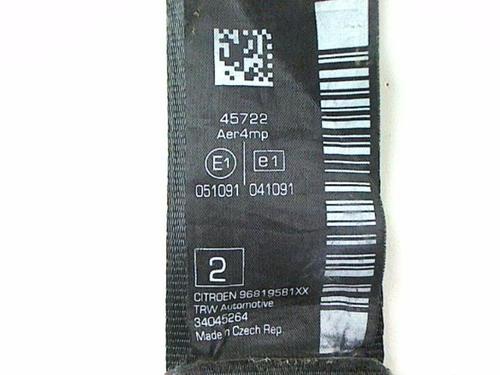 45722
Aer4mp
E1 e1
051091 041091
2
CITROEN 96819581XX
TRW Automotive
34045264
Made in Czech Rep.